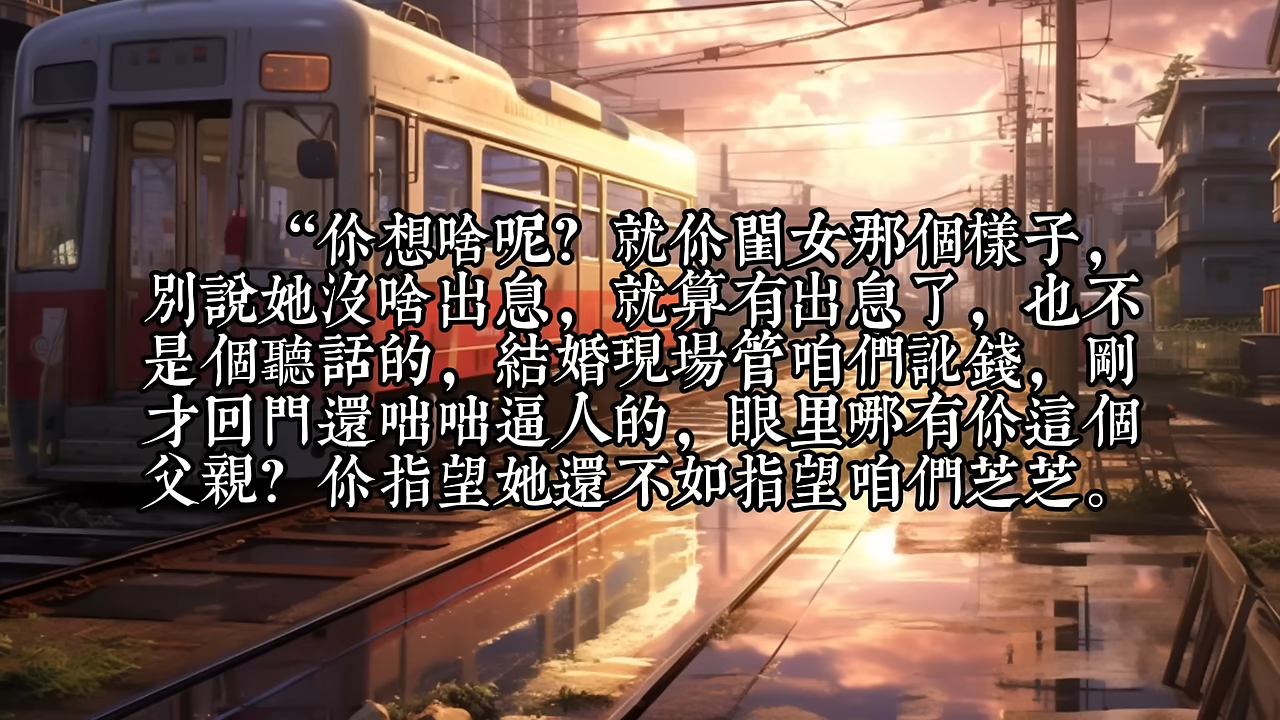 “你想啥呢？就你閨女那個樣子，
別說她沒啥出息，就算有出息了，也不
是個聽話的，結婚現場管咱們訛錢，剛
才回門還咄咄逼人的，眼里哪有你這個
父親？你指望她還不如指望咱們芝芝。